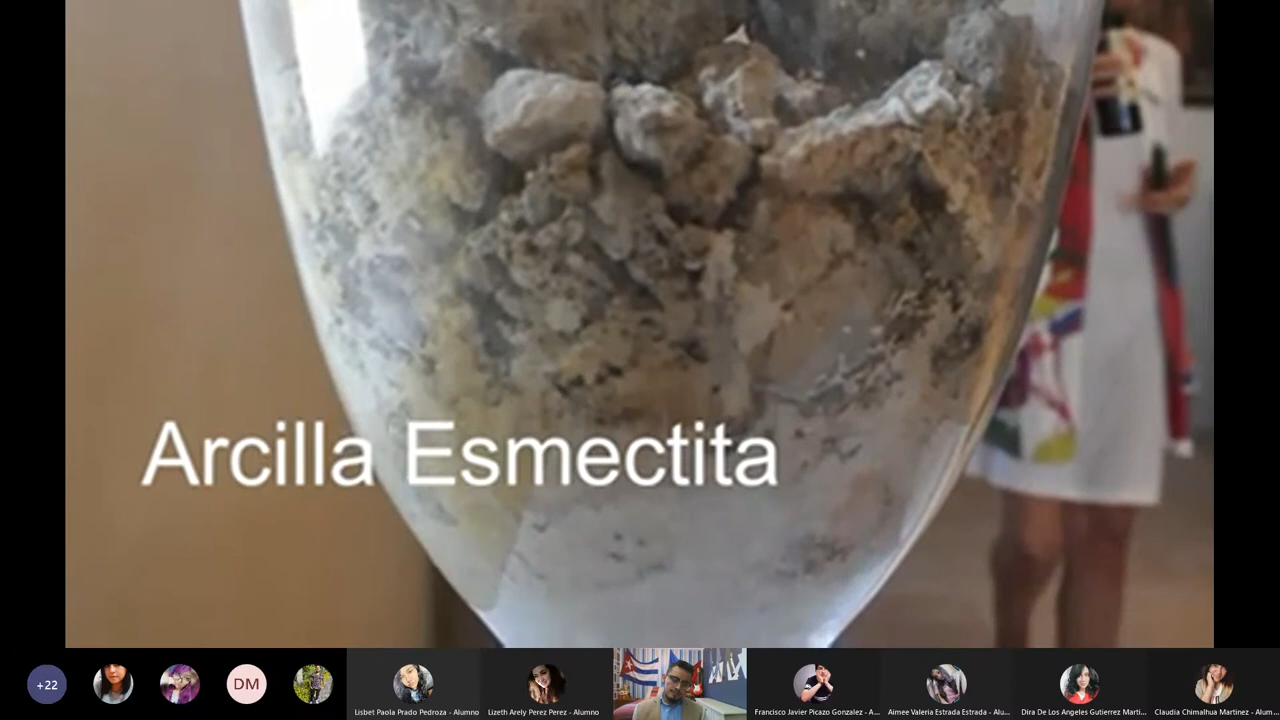 Arcilla Esmectita
+22
DM
Lisbet Paola Prado Pedroza - Alumno
Lizeth Arely Perez Perez - Alumno
Francisco Javier Picazo Gonzalez - A...
Aimee Valeria Estrada Estrada - Alu...
Dira De Los Angeles Gutierrez Marti...
Claudia Chimalhua Martinez - Alum...